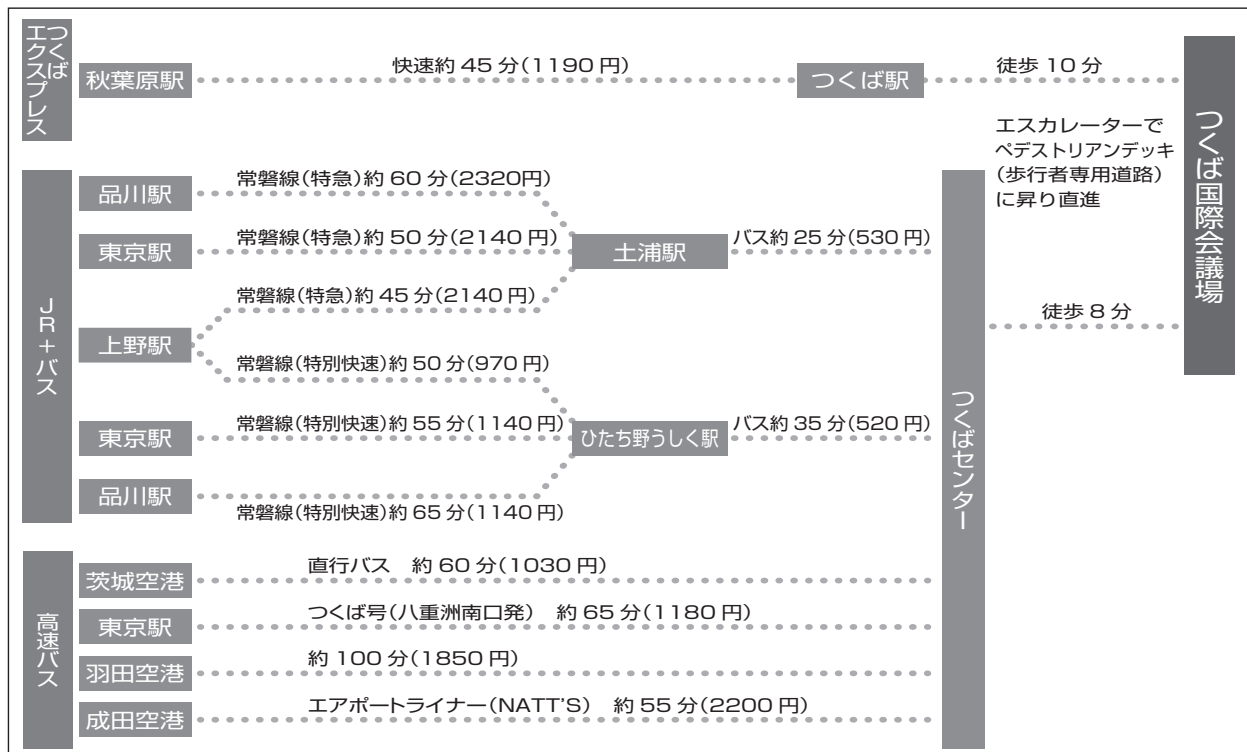 つくば
エクスプレス
秋葉原駅
快速約 45 分(1190 円)
つくば駅
徒歩 10 分
つくば国際会議場
エスカレーターで
ペデストリアンデッキ
(歩行者専用道路)
に昇り直進
JR+バス
品川駅
常磐線(特急)約 60 分(2320円)
東京駅
常磐線(特急)約 50 分(2140 円)
土浦駅
バス約 25 分(530 円)
常磐線(特急)約 45 分(2140 円)
上野駅
徒歩 8 分
常磐線(特別快速)約 50 分(970 円)
東京駅
常磐線(特別快速)約 55 分(1140 円)
ひたち野うしく駅
バス約 35 分(520 円)
つくばセンター
品川駅
常磐線(特別快速)約 65 分(1140 円)
高速バス
茨城空港
直行バス 約 60 分(1030 円)
東京駅
つくば号(八重洲南口発) 約 65 分(1180 円)
羽田空港
約 100 分(1850 円)
成田空港
エアポートライナー(NATT'S) 約 55 分(2200 円)